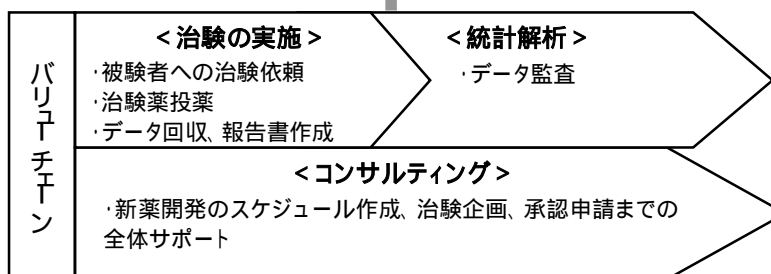 バリューチェーン
<治験の実施>
･被験者への治験依頼
･治験薬投薬
･データ回収、報告書作成
<統計解析>
･データ監査
<コンサルティング>
･新薬開発のスケジュール作成、治験企画、承認申請までの
全体サポート